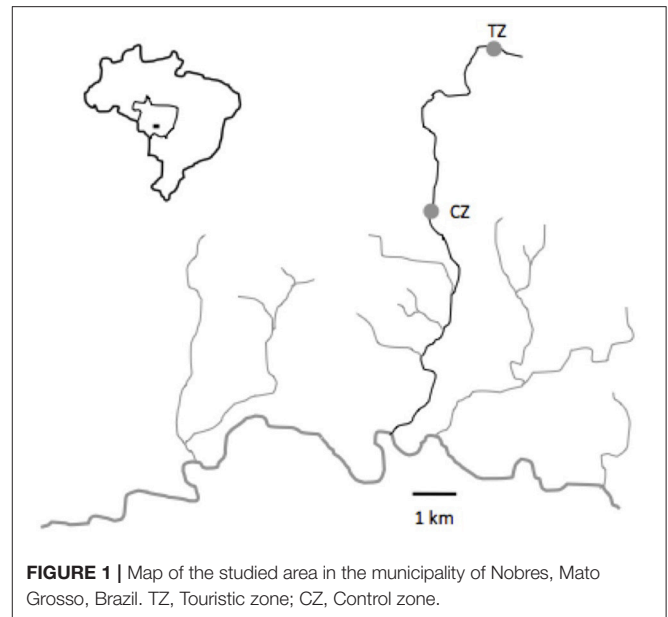 TZ
CZ
1 km
FIGURE 1 | Map of the studied area in the municipality of Nobres, Mato
Grosso, Brazil. TZ, Touristic zone; CZ, Control zone.